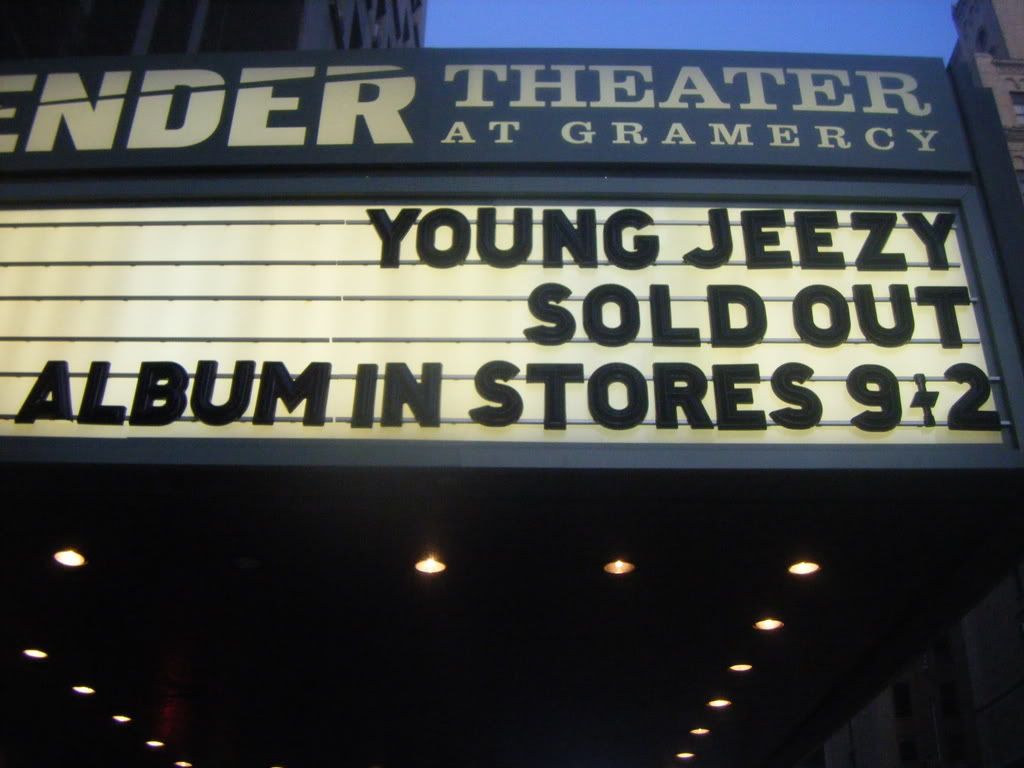 ENDER THEATER
AT GRAMERCY
YOUNG JEEZY
SOLD OUT
ALBUM IN STORES 9-2